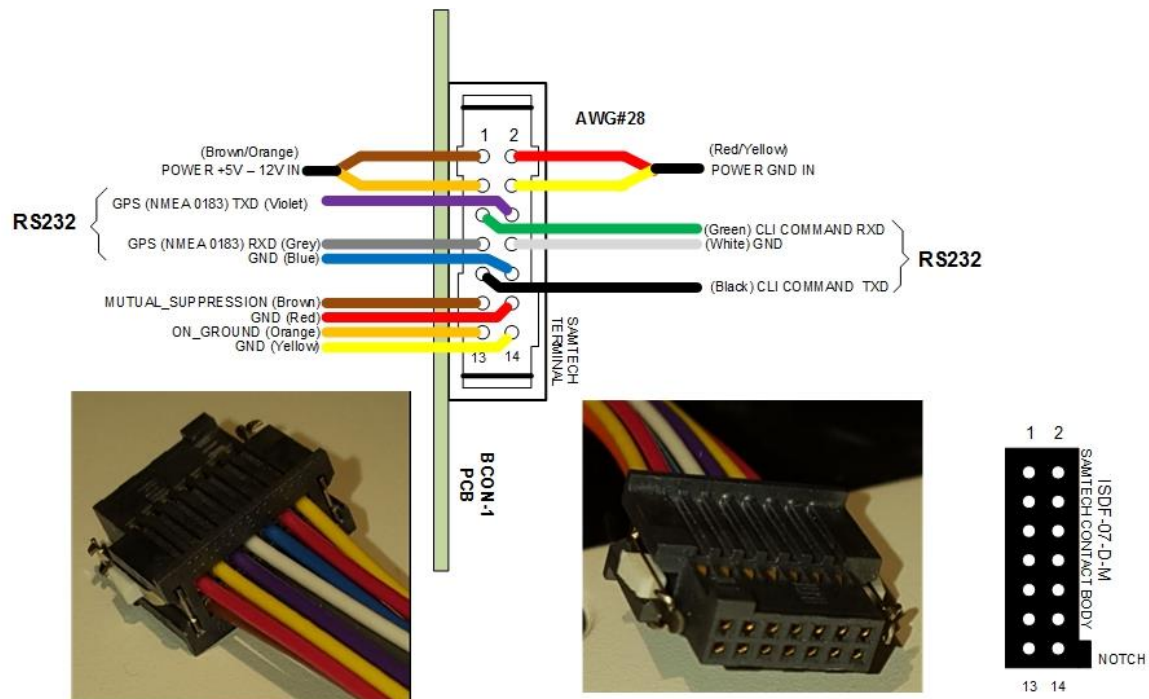 1 2
AWG#28
(Brown/Orange)
POWER +5V – 12V IN
(Red/Yellow)
POWER GND IN
RS232
GPS (NMEA 0183) TXD (Violet)
GPS (NMEA 0183) RXD (Grey)
GND (Blue)
(Green) CLI COMMAND RXD
(White) GND
(Black) CLI COMMAND TXD
RS232
MUTUAL_SUPPRESSION (Brown)
GND (Red)
ON_GROUND (Orange)
GND (Yellow)
13 14
SAMTECH
TERMINAL
BCON-1
PCB
1 2
SAMTECH CONTACT BODY
ISDF-07-D-M
NOTCH
13 14